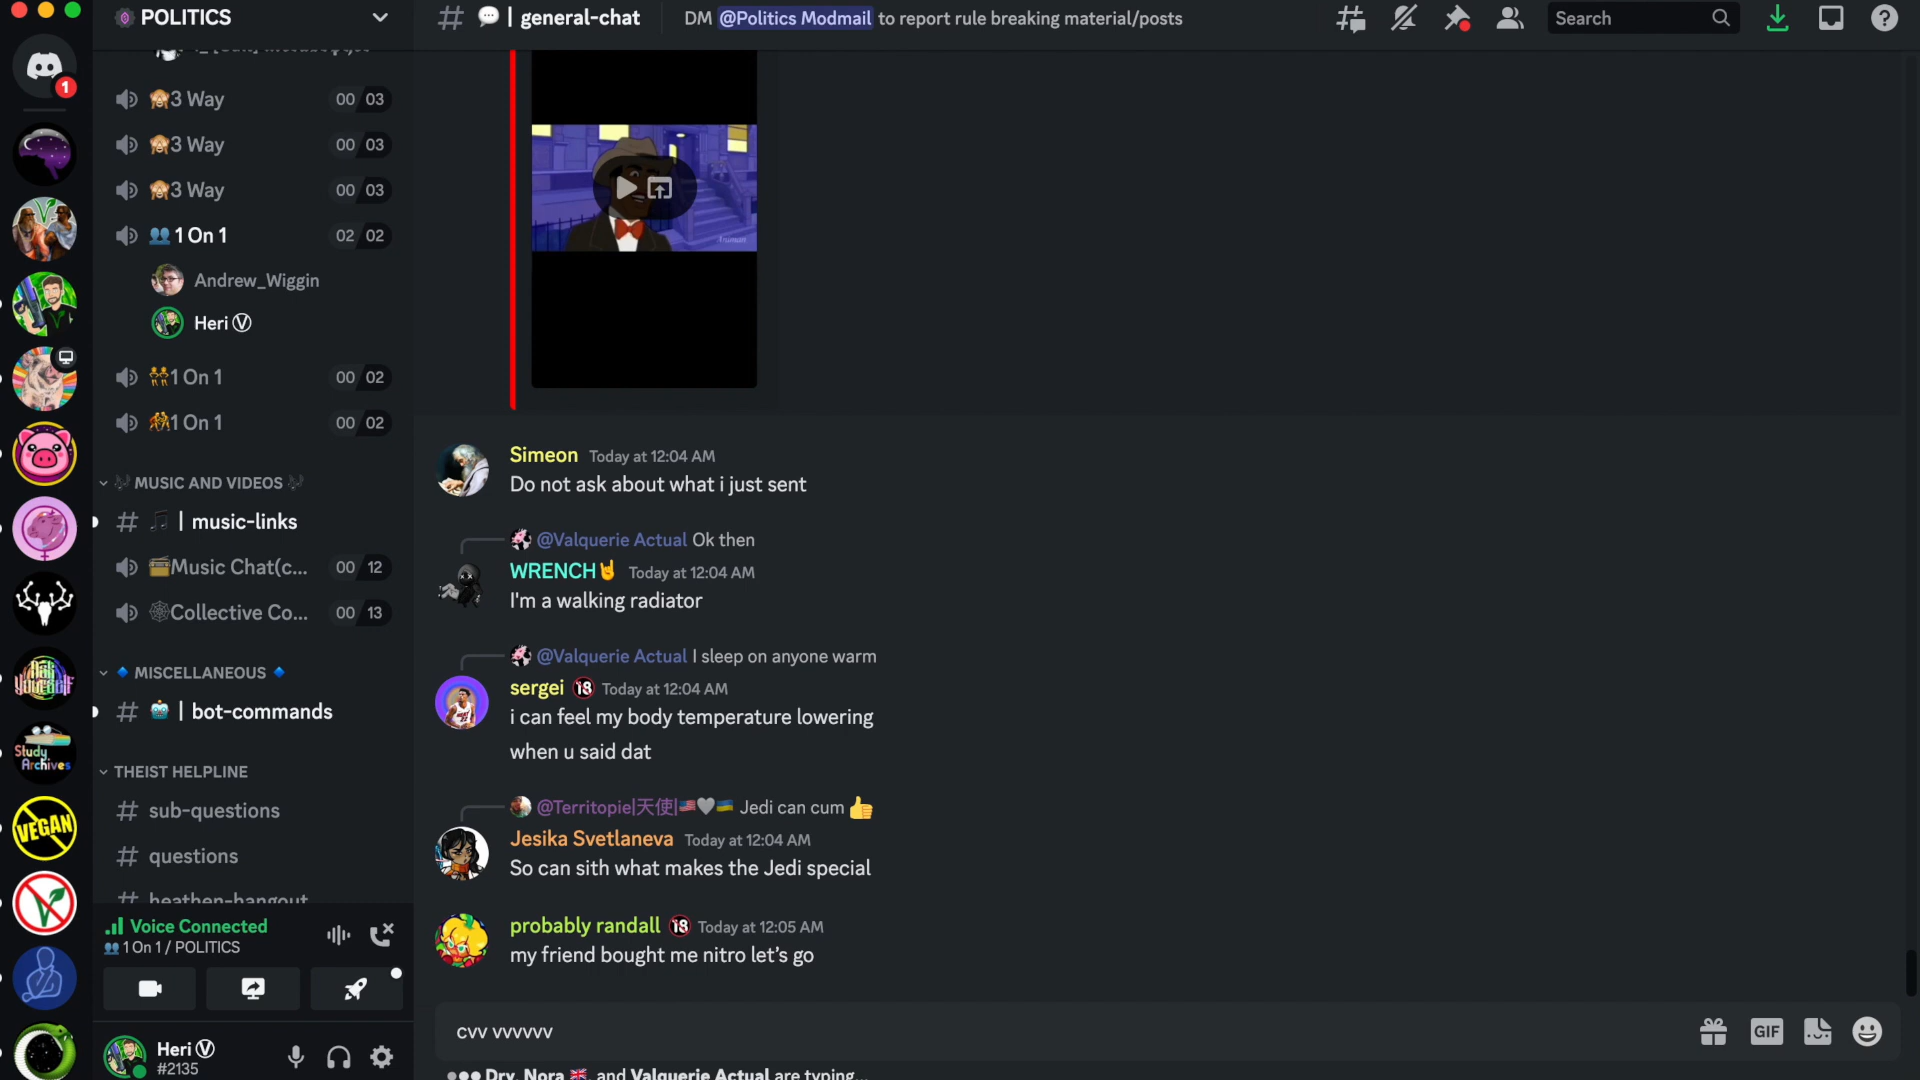 POLITICS
3 Way 00 03
3 Way 00 03
3 Way 00 03
1 On 1 02 02
Andrew_Wiggin
Heri Ⓥ
1 On 1 00 02
1 On 1 00 02
MUSIC AND VIDEOS
# | music-links
Music Chat(c... 00 12
Collective Co... 00 13
MISCELLANEOUS
# | bot-commands
THEIST HELPLINE
# sub-questions
# questions
# heathen-hangout
Voice Connected
1 On 1 / POLITICS
Heri Ⓥ
#2135
1
VEGAN
Study
Archives
# | general-chat
DM @Politics Modmail to report rule breaking material/posts
Search
Simeon Today at 12:04 AM
Do not ask about what i just sent
@Valquerie Actual Ok then
WRENCH🤘 Today at 12:04 AM
I'm a walking radiator
@Valquerie Actual I sleep on anyone warm
sergei 🔞 Today at 12:04 AM
i can feel my body temperature lowering
when u said dat
@Territopie|天使|🇺🇸🤍🇺🇦 Jedi can cum 👍
Jesika Svetlaneva Today at 12:04 AM
So can sith what makes the Jedi special
probably randall 🔞 Today at 12:05 AM
my friend bought me nitro let's go
cvv vvvvvv
GIF
Dry, Nora 🇬🇧, and Valquerie Actual are typing...